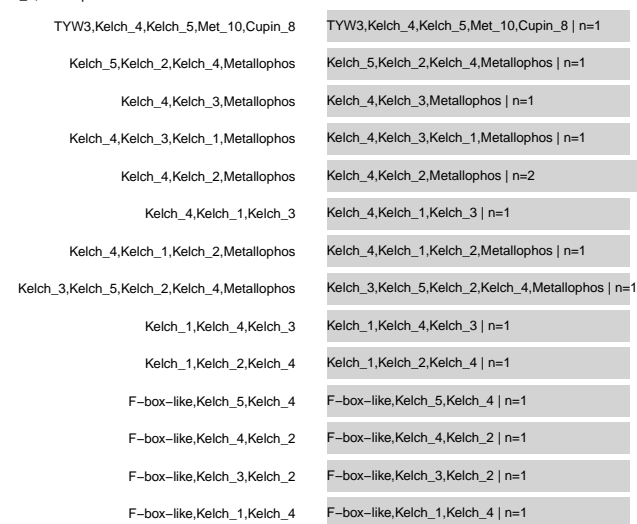 TYW3,Kelch_4,Kelch_5,Met_10,Cupin_8 TYW3,Kelch_4,Kelch_5,Met_10,Cupin_8 | n=1
Kelch_5,Kelch_2,Kelch_4,Metallophos Kelch_5,Kelch_2,Kelch_4,Metallophos | n=1
Kelch_4,Kelch_3,Metallophos Kelch_4,Kelch_3,Metallophos | n=1
Kelch_4,Kelch_3,Kelch_1,Metallophos Kelch_4,Kelch_3,Kelch_1,Metallophos | n=1
Kelch_4,Kelch_2,Metallophos Kelch_4,Kelch_2,Metallophos | n=2
Kelch_4,Kelch_1,Kelch_3 Kelch_4,Kelch_1,Kelch_3 | n=1
Kelch_4,Kelch_1,Kelch_2,Metallophos Kelch_4,Kelch_1,Kelch_2,Metallophos | n=1
Kelch_3,Kelch_5,Kelch_2,Kelch_4,Metallophos Kelch_3,Kelch_5,Kelch_2,Kelch_4,Metallophos | n=1
Kelch_1,Kelch_4,Kelch_3 Kelch_1,Kelch_4,Kelch_3 | n=1
Kelch_1,Kelch_2,Kelch_4 Kelch_1,Kelch_2,Kelch_4 | n=1
F−box−like,Kelch_5,Kelch_4 F−box−like,Kelch_5,Kelch_4 | n=1
F−box−like,Kelch_4,Kelch_2 F−box−like,Kelch_4,Kelch_2 | n=1
F−box−like,Kelch_3,Kelch_2 F−box−like,Kelch_3,Kelch_2 | n=1
F−box−like,Kelch_1,Kelch_4 F−box−like,Kelch_1,Kelch_4 | n=1